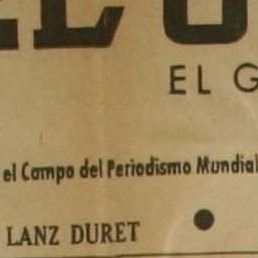 EL G
el Campo del Periodismo Mundial
LANZ DURET